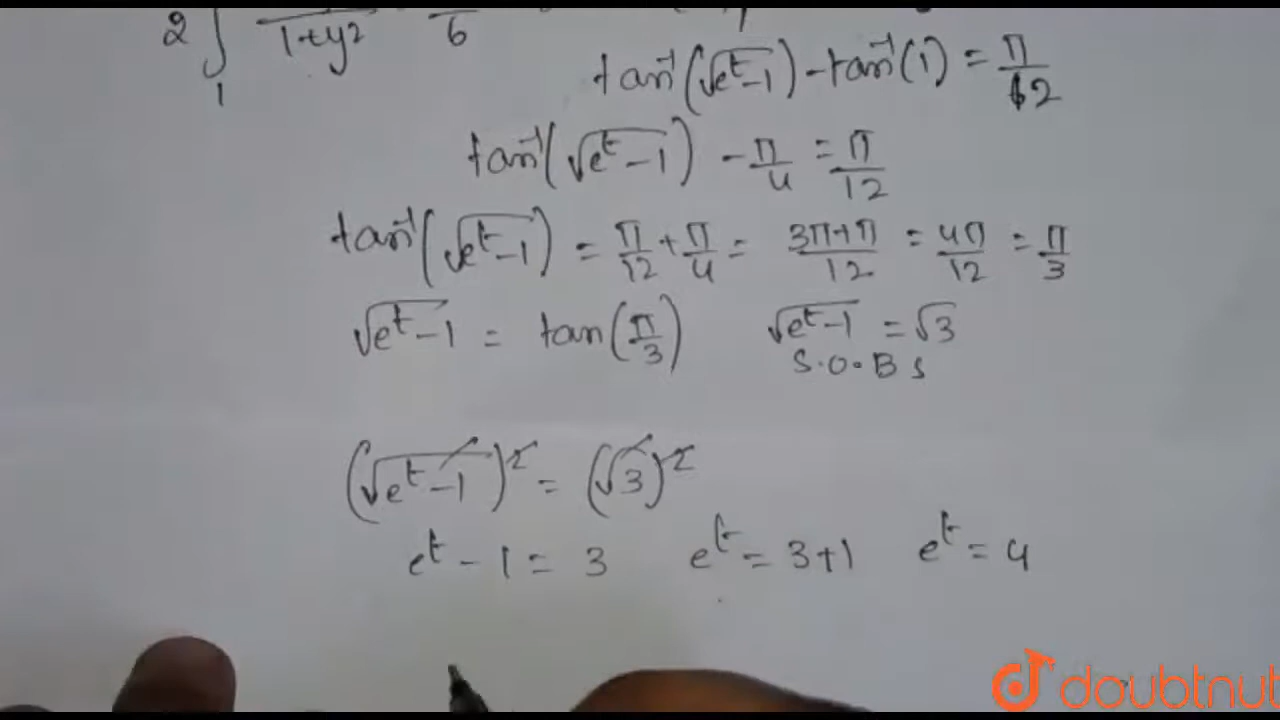 2 ∫₁ 1+y2 6
tan⁻¹(√(eᵗ-1)) - tan⁻¹(1) = π/12
tan⁻¹(√(eᵗ-1)) - π/4 = π/12
tan⁻¹(√(eᵗ-1)) = π/12 + π/4 = 3π+π/12 = 4π/12 = π/3
√(eᵗ-1) = tan(π/3) √(eᵗ-1) = √3
S.O.B S
(√(eᵗ-1))² = (√3)²
eᵗ - 1 = 3 eᵗ = 3+1 eᵗ = 4
doubtnut